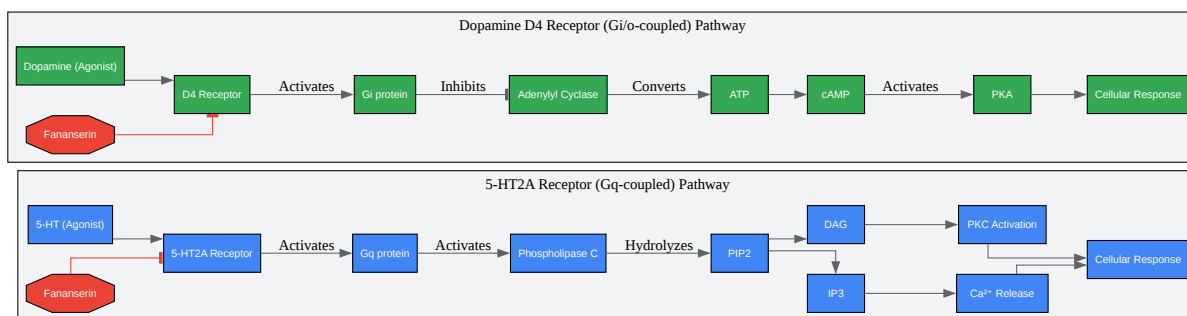 Dopamine D4 Receptor (Gi/o-coupled) Pathway
Dopamine (Agonist)
D4 Receptor
Activates
Gi protein
Inhibits
Adenylyl Cyclase
Converts
ATP
cAMP
Activates
PKA
Cellular Response
Fananserin
5-HT2A Receptor (Gq-coupled) Pathway
5-HT (Agonist)
5-HT2A Receptor
Activates
Gq protein
Activates
Phospholipase C
Hydrolyzes
PIP2
DAG
PKC Activation
Cellular Response
Fananserin
IP3
Ca²⁺ Release